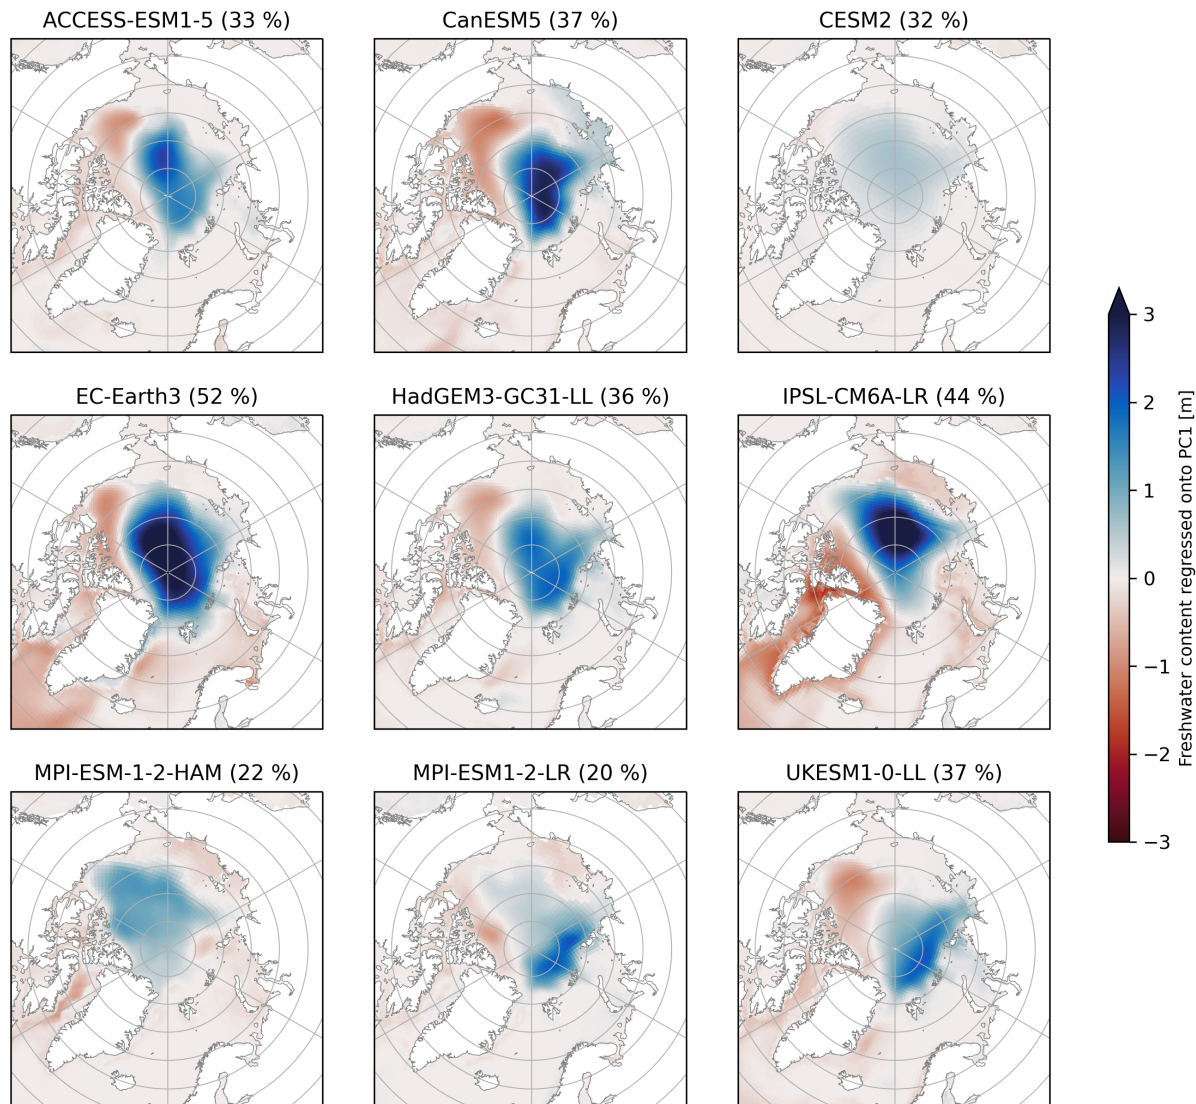 ACCESS-ESM1-5 (33 %)
CanESM5 (37 %)
CESM2 (32 %)
EC-Earth3 (52 %)
HadGEM3-GC31-LL (36 %)
IPSL-CM6A-LR (44 %)
MPI-ESM-1-2-HAM (22 %)
MPI-ESM1-2-LR (20 %)
UKESM1-0-LL (37 %)
3
2
1
0
−1
−2
−3
Freshwater content regressed onto PC1 [m]